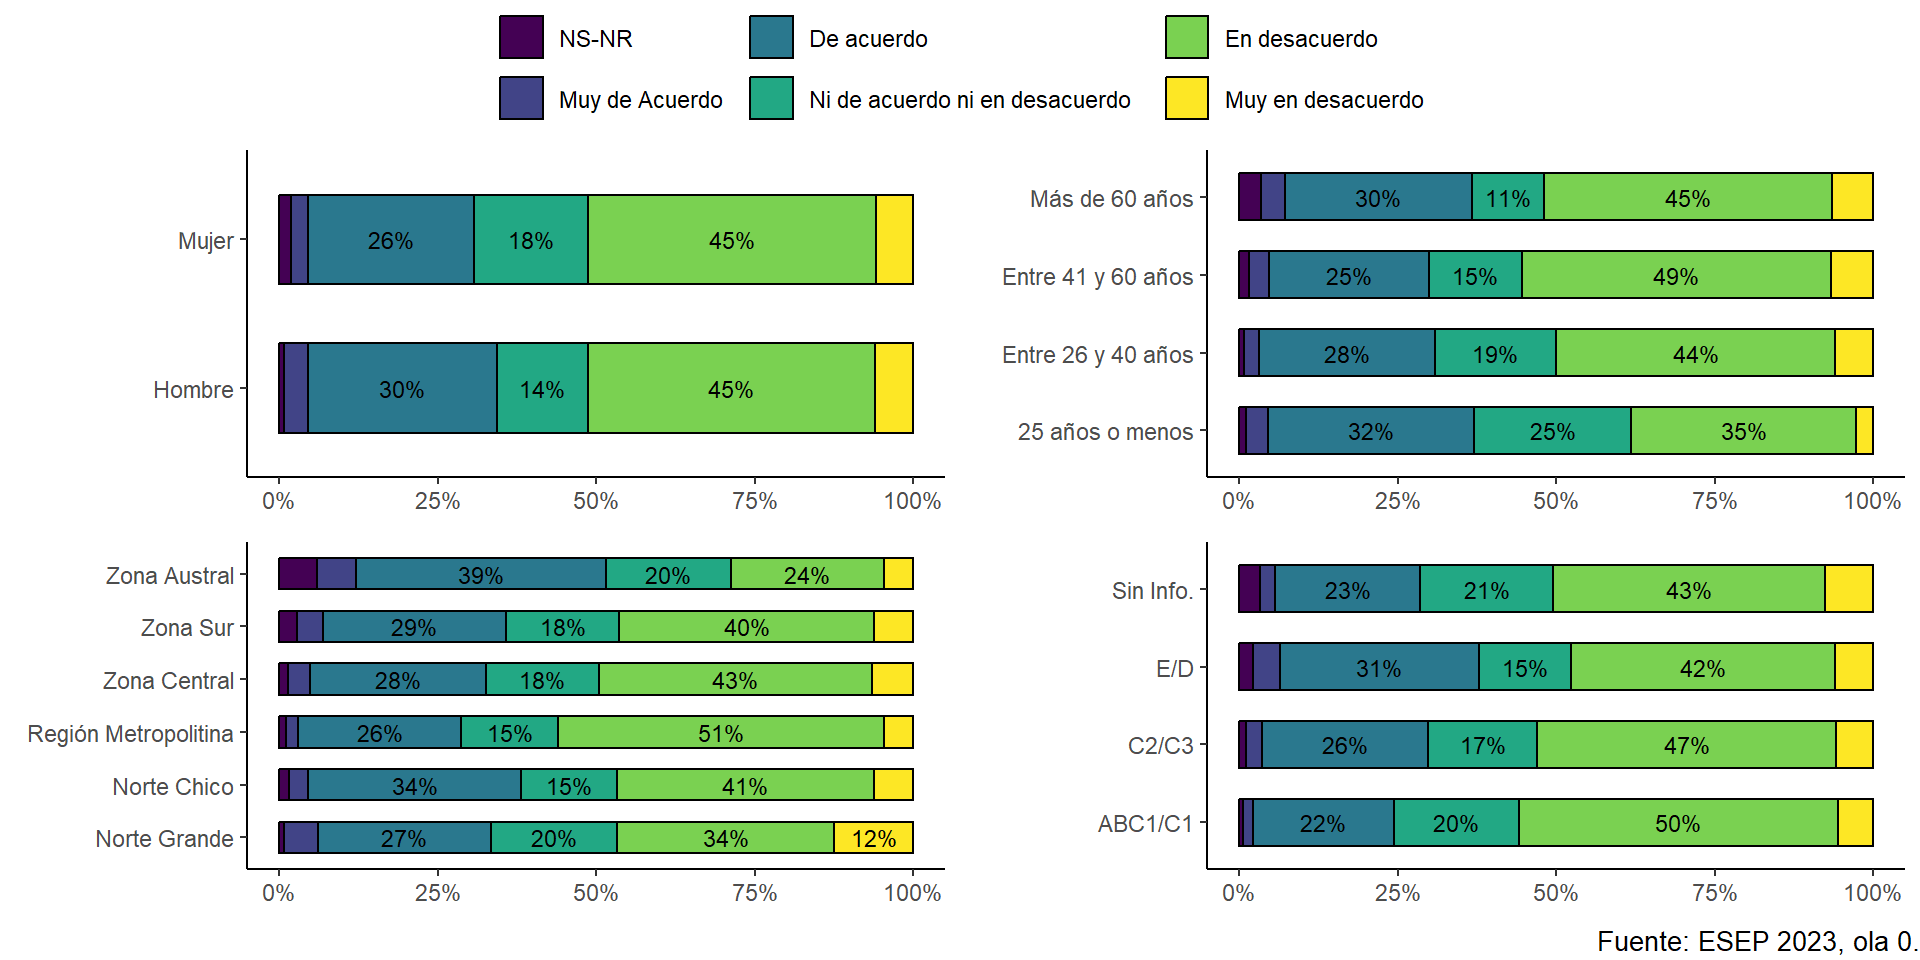 NS-NR De acuerdo En desacuerdo
Muy de Acuerdo Ni de acuerdo ni en desacuerdo Muy en desacuerdo
Mujer 26% 18% 45%
Hombre 30% 14% 45%
0% 25% 50% 75% 100%
Más de 60 años 30% 11% 45%
Entre 41 y 60 años 25% 15% 49%
Entre 26 y 40 años 28% 19% 44%
25 años o menos 32% 25% 35%
0% 25% 50% 75% 100%
Zona Austral 39% 20% 24%
Zona Sur 29% 18% 40%
Zona Central 28% 18% 43%
Región Metropolitina 26% 15% 51%
Norte Chico 34% 15% 41%
Norte Grande 27% 20% 34% 12%
0% 25% 50% 75% 100%
Sin Info. 23% 21% 43%
E/D 31% 15% 42%
C2/C3 26% 17% 47%
ABC1/C1 22% 20% 50%
0% 25% 50% 75% 100%
Fuente: ESEP 2023, ola 0.